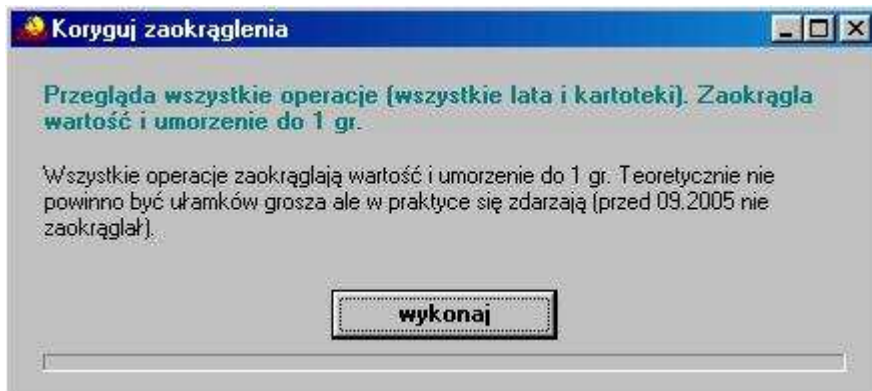 Koryguj zaokrąglenia
Przegląda wszystkie operacje (wszystkie lata i kartoteki). Zaokrągla
wartość i umorzenie do 1 gr.
Wszystkie operacje zaokrąglają wartość i umorzenie do 1 gr. Teoretycznie nie
powinno być ułamków grosza ale w praktyce się zdarzają (przed 09.2005 nie
zaokrąglał).
wykonaj